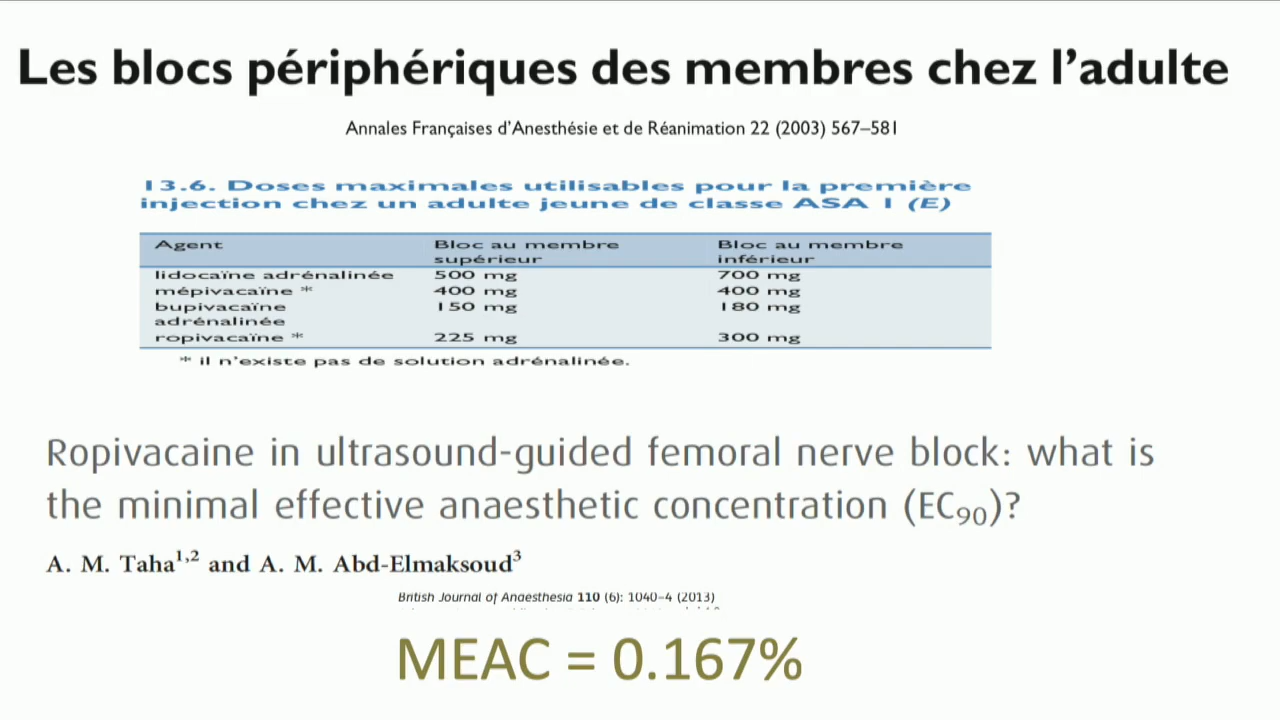 Les blocs périphériques des membres chez l'adulte
Annales Françaises d'Anesthésie et de Réanimation 22 (2003) 567–581
13.6. Doses maximales utilisables pour la première
injection chez un adulte jeune de classe ASA 1 (E)
Agent Bloc au membre supérieur Bloc au membre inférieur
lidocaïne adrénalinée 500 mg 700 mg
mépivacaïne * 400 mg 400 mg
bupivacaïne adrénalinée 150 mg 180 mg
ropivacaïne * 225 mg 300 mg
* il n'existe pas de solution adrénalinée.
Ropivacaine in ultrasound-guided femoral nerve block: what is
the minimal effective anaesthetic concentration (EC90)?
A. M. Taha1,2 and A. M. Abd-Elmaksoud3
British Journal of Anaesthesia 110 (6): 1040–4 (2013)
MEAC = 0.167%